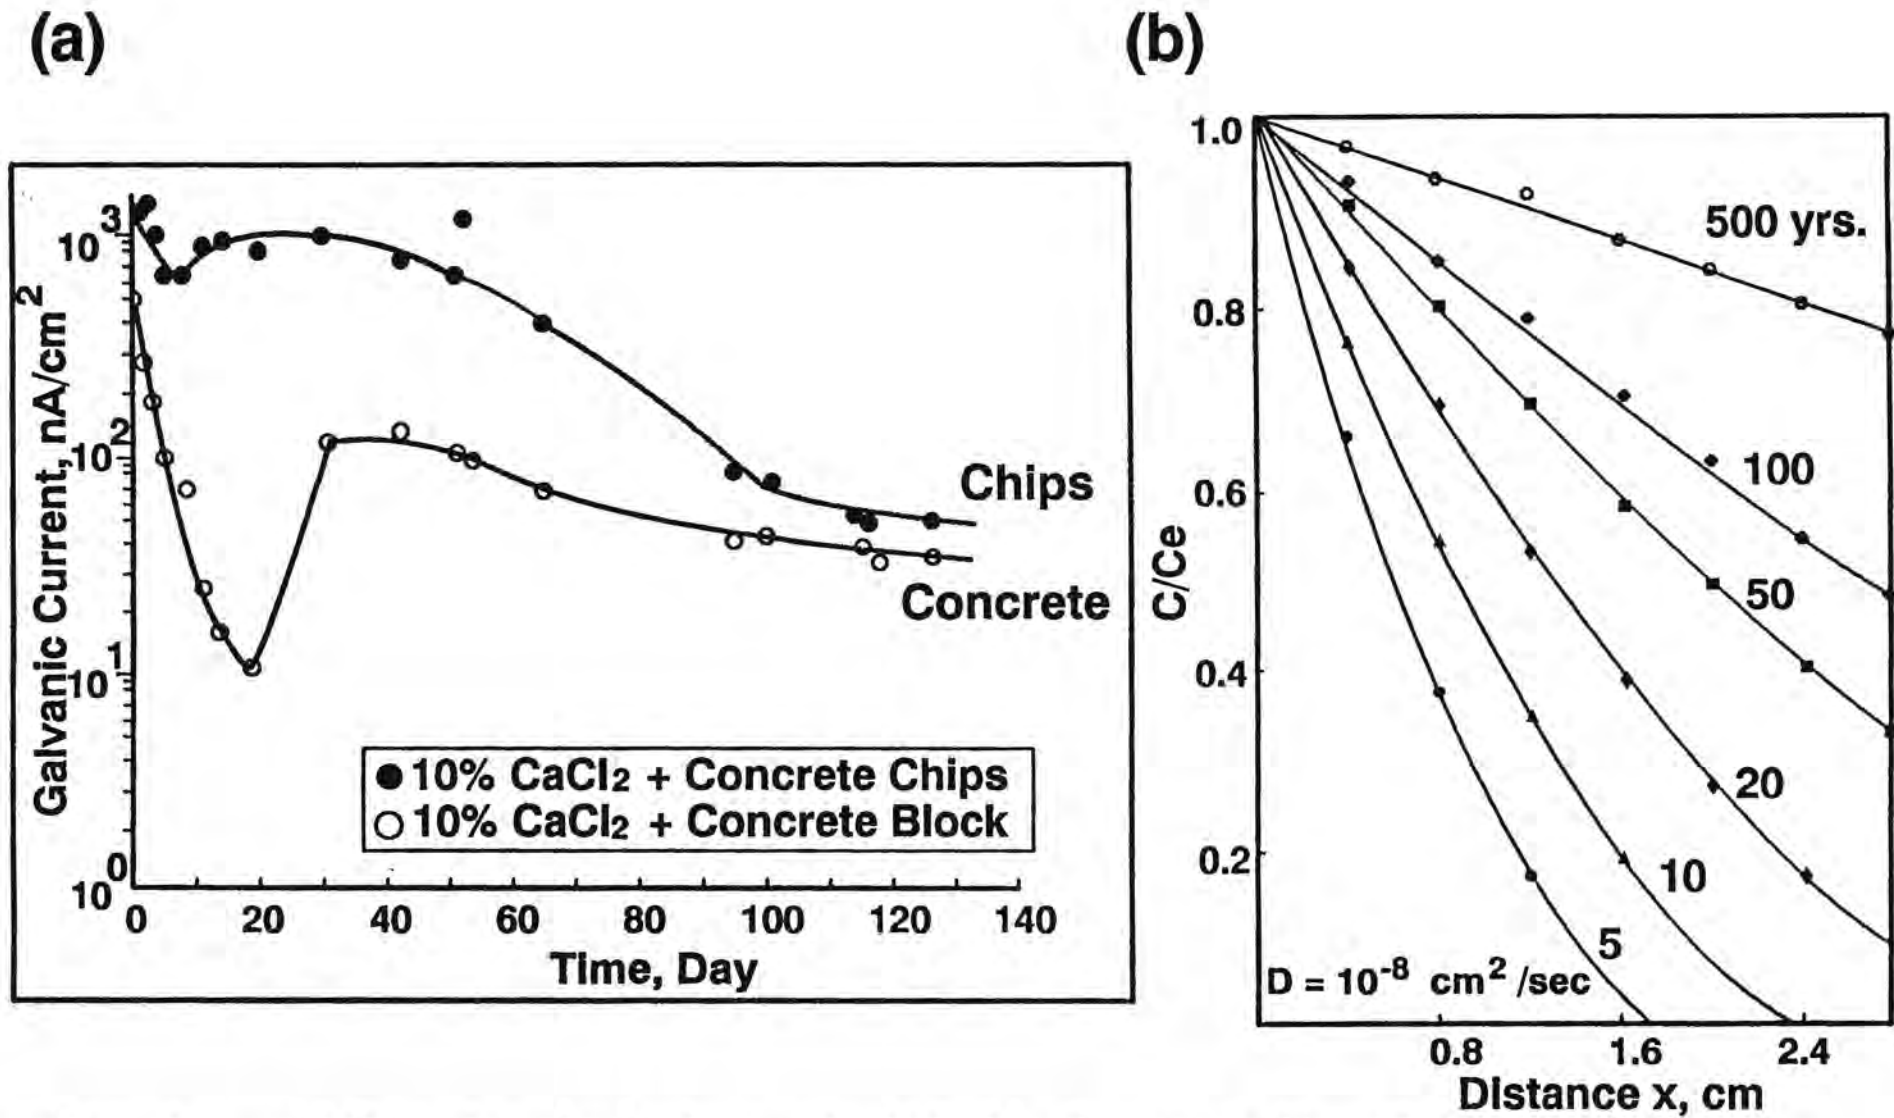 (a)
10³
10²
10¹
10⁰
Galvanic Current, nA/cm²
Chips
Concrete
10% CaCl₂ + Concrete Chips
10% CaCl₂ + Concrete Block
0 20 40 60 80 100 120 140
Time, Day
(b)
1.0
0.8
0.6
0.4
0.2
C/Ce
500 yrs.
100
50
20
10
5
D = 10⁻⁸ cm² /sec
0.8 1.6 2.4
Distance x, cm